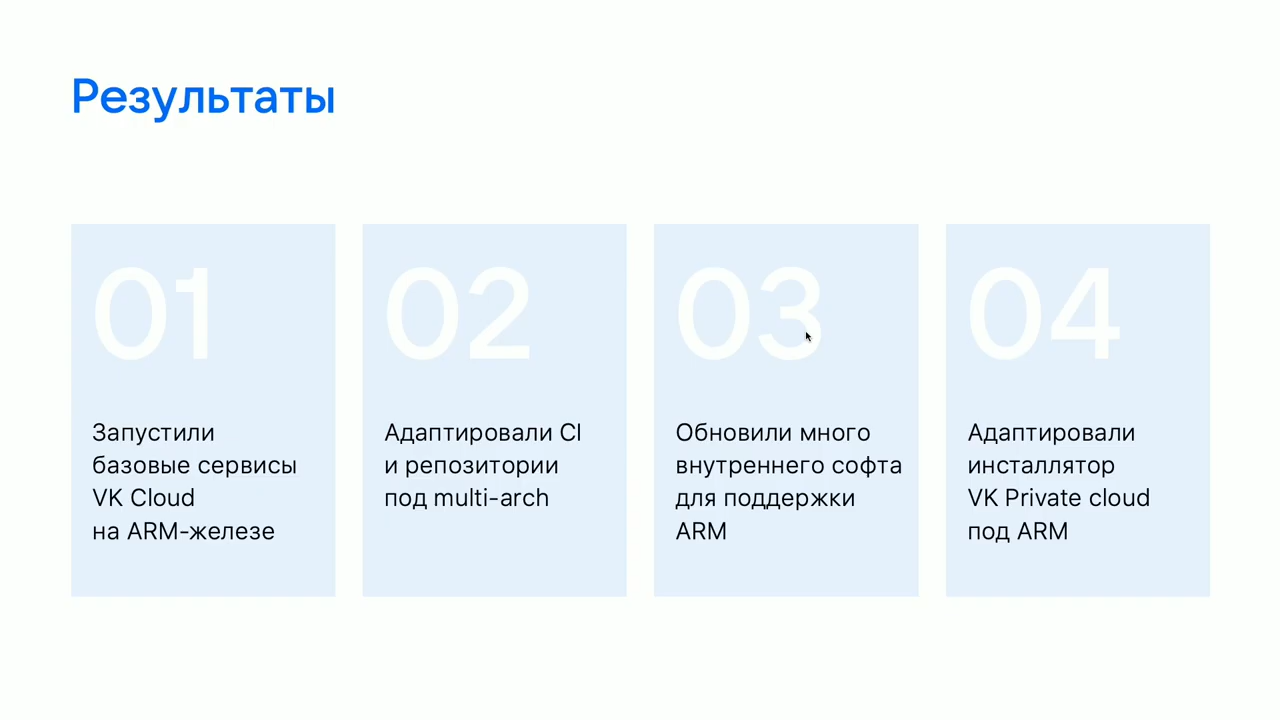 Результаты
01
Запустили
базовые сервисы
VK Cloud
на ARM-железе
02
Адаптировали CI
и репозитории
под multi-arch
03
Обновили много
внутреннего софта
для поддержки
ARM
04
Адаптировали
инсталлятор
VK Private cloud
под ARM